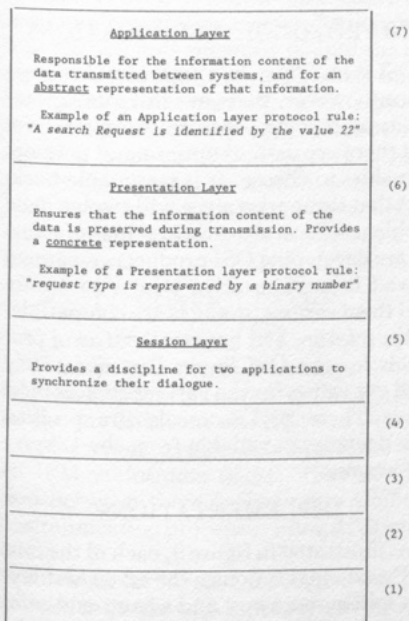 Application Layer (7)
Responsible for the information content of the
data transmitted between systems, and for an
abstract representation of that information.
Example of an Application layer protocol rule:
"A search Request is identified by the value 22"
Presentation Layer (6)
Ensures that the information content of the
data is preserved during transmission. Provides
a concrete representation.
Example of a Presentation layer protocol rule:
"request type is represented by a binary number"
Session Layer (5)
Provides a discipline for two applications to
synchronize their dialogue.
(4)
(3)
(2)
(1)